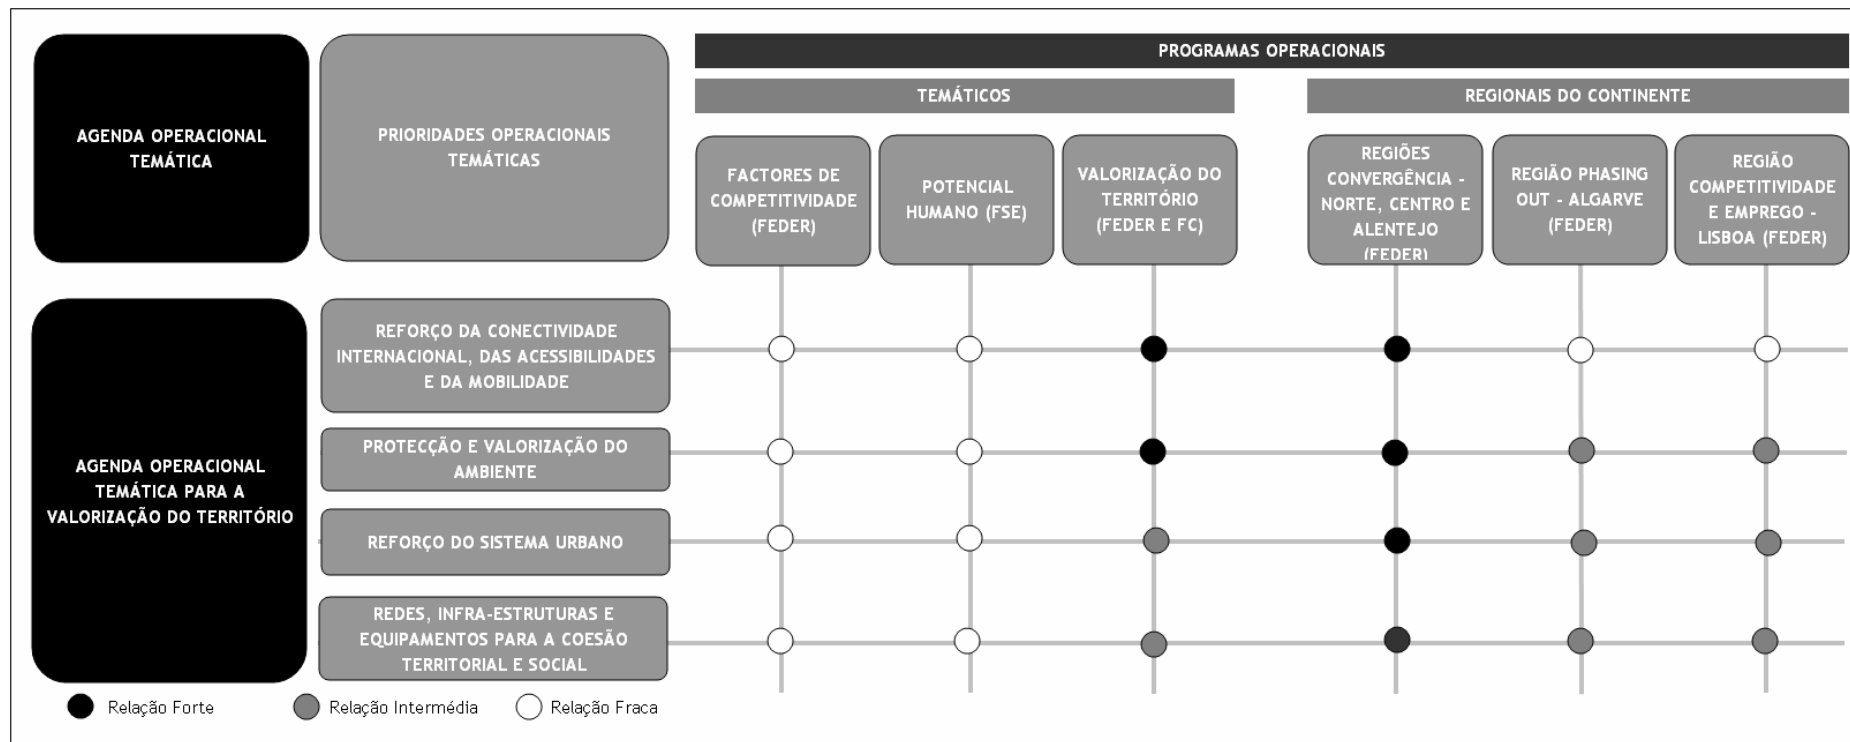 PROGRAMAS OPERACIONAIS
TEMÁTICOS
REGIONAIS DO CONTINENTE
AGENDA OPERACIONAL
TEMÁTICA
PRIORIDADES OPERACIONAIS
TEMÁTICAS
FACTORES DE
COMPETITIVIDADE
(FEDER)
POTENCIAL
HUMANO (FSE)
VALORIZAÇÃO DO
TERRITÓRIO
(FEDER E FC)
REGIÕES
CONVERGÊNCIA -
NORTE, CENTRO E
ALENTEJO
(FEDER)
REGIÃO PHASING
OUT - ALGARVE
(FEDER)
REGIÃO
COMPETITIVIDADE
E EMPREGO -
LISBOA (FEDER)
AGENDA OPERACIONAL
TEMÁTICA PARA A
VALORIZAÇÃO DO TERRITÓRIO
REFORÇO DA CONECTIVIDADE
INTERNACIONAL, DAS ACESSIBILIDADES
E DA MOBILIDADE
PROTECÇÃO E VALORIZAÇÃO DO
AMBIENTE
REFORÇO DO SISTEMA URBANO
REDES, INFRA-ESTRUTURAS E
EQUIPAMENTOS PARA A COESÃO
TERRITORIAL E SOCIAL
Relação Forte
Relação Intermédia
Relação Fraca